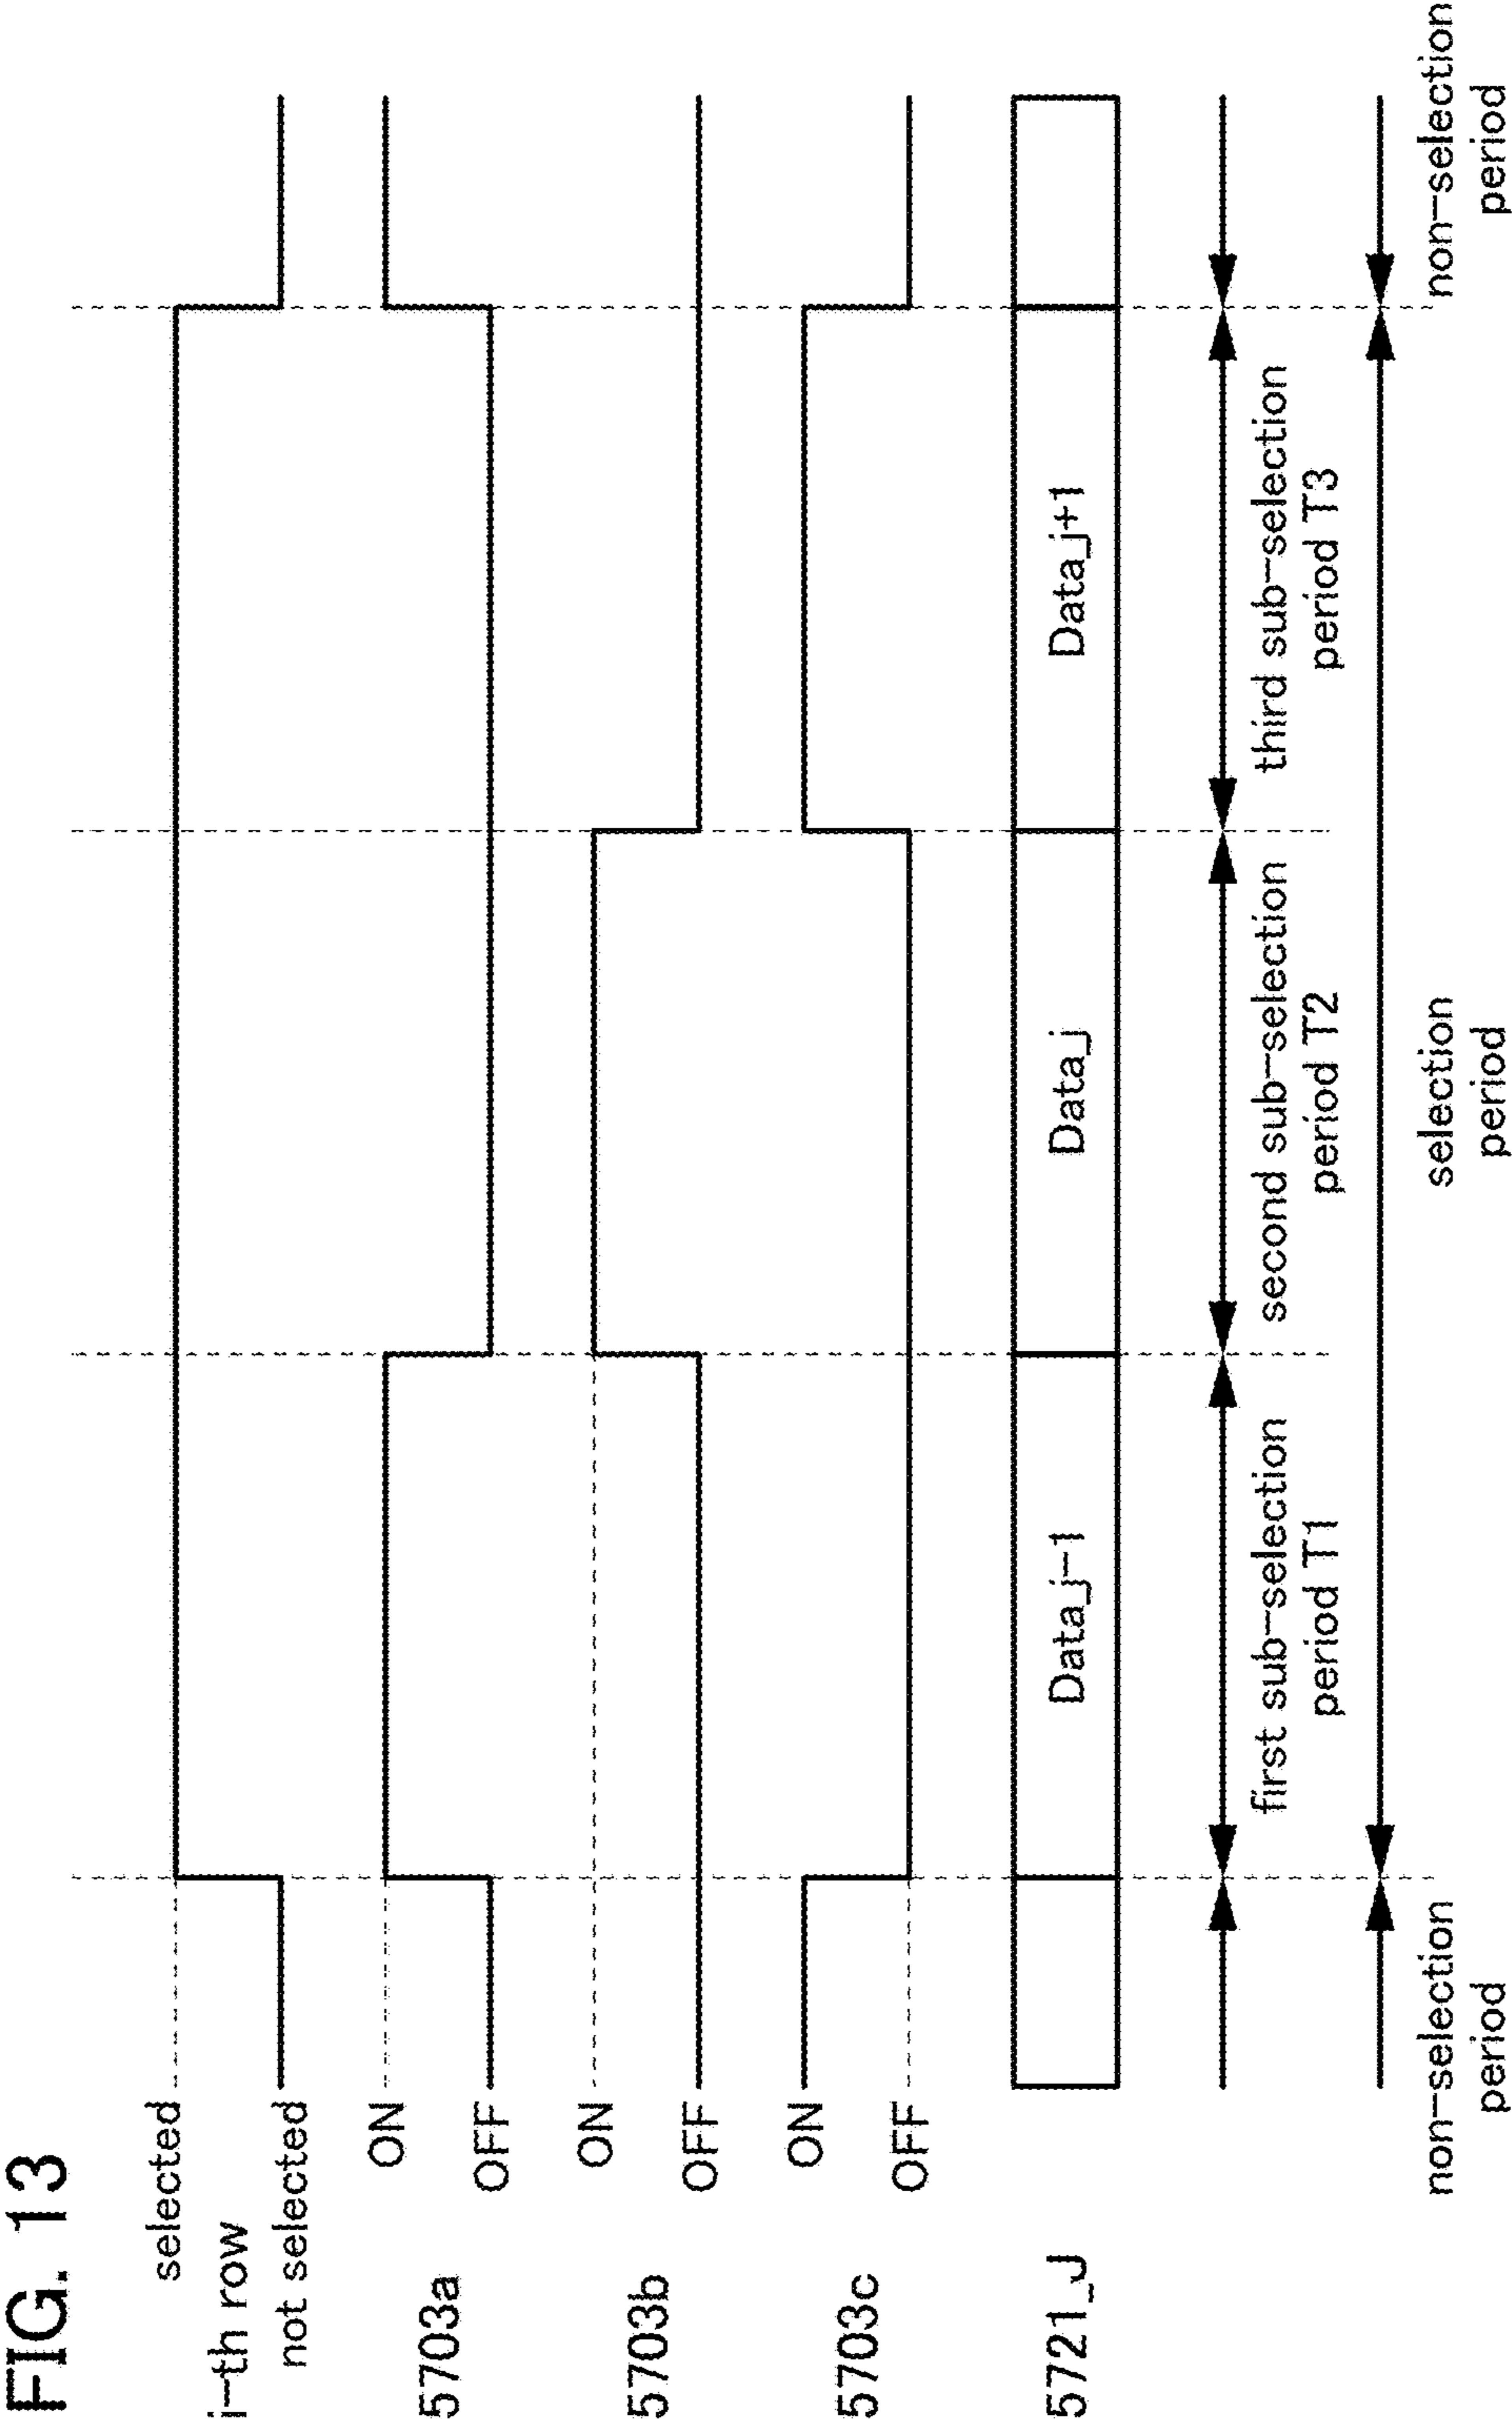 FIG. 13
selected
i-th row
not selected
ON
5703a
OFF
ON
5703b
OFF
ON
5703c
OFF
5721_J
Data_j-1
Data_j
Data_j+1
first sub-selection
period T1
second sub-selection
period T2
third sub-selection
period T3
non-selection
period
selection
period
non-selection
period